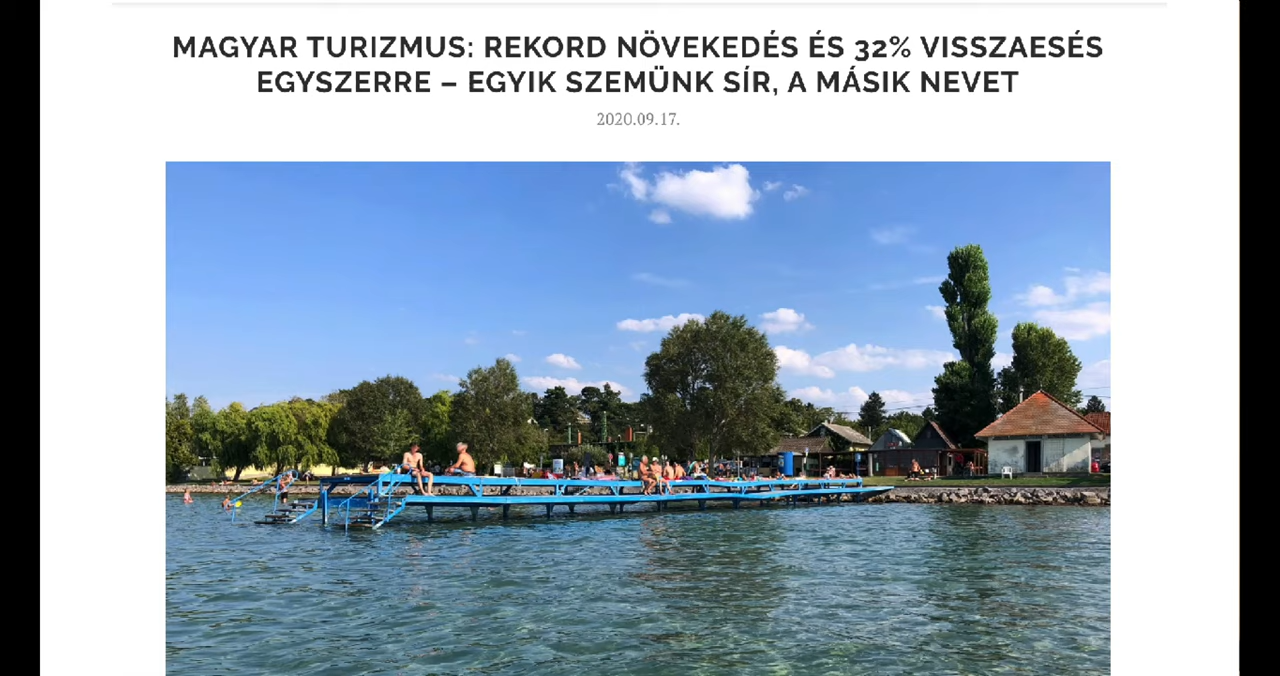 MAGYAR TURIZMUS: REKORD NÖVEKEDÉS ÉS 32% VISSZAESÉS
EGYSZERRE – EGYIK SZEMÜNK SÍR, A MÁSIK NEVET
2020.09.17.